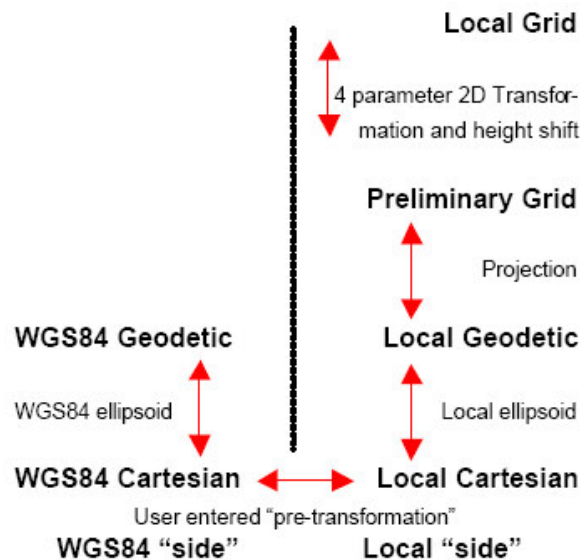 Local Grid
4 parameter 2D Transfor-
mation and height shift
Preliminary Grid
Projection
WGS84 Geodetic Local Geodetic
WGS84 ellipsoid Local ellipsoid
WGS84 Cartesian Local Cartesian
User entered “pre-transformation”
WGS84 “side” Local “side”